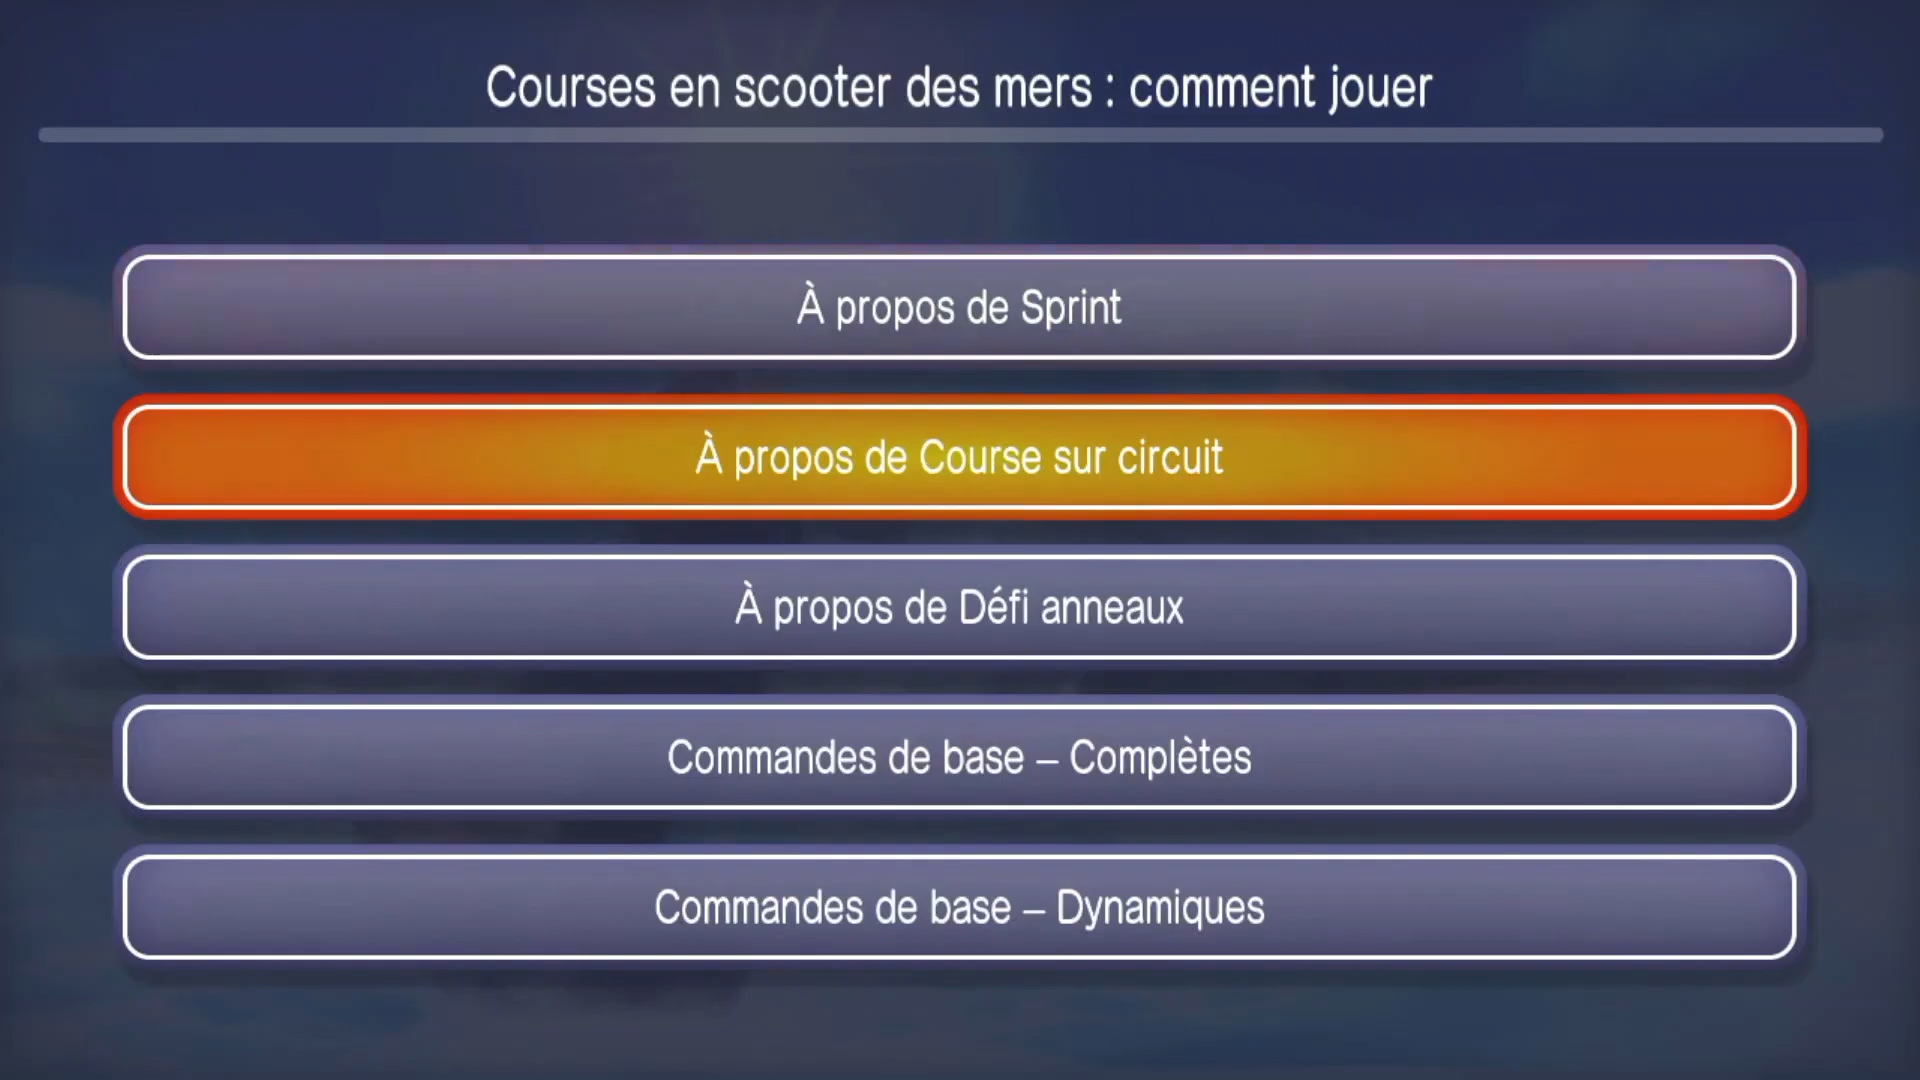 Courses en scooter des mers : comment jouer
À propos de Sprint
À propos de Course sur circuit
À propos de Défi anneaux
Commandes de base – Complètes
Commandes de base – Dynamiques